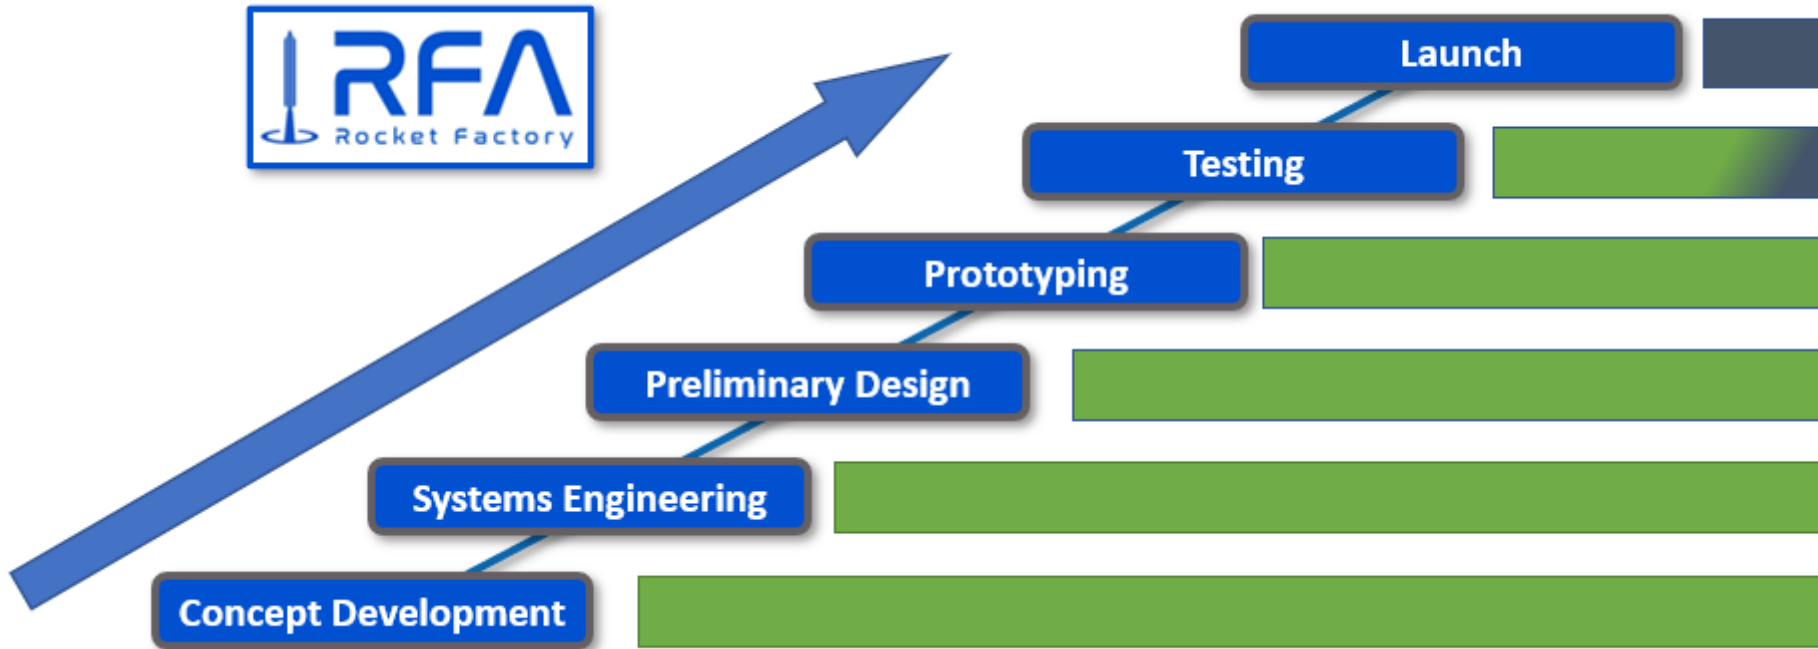 RFA
Rocket Factory
Launch
Testing
Prototyping
Preliminary Design
Systems Engineering
Concept Development